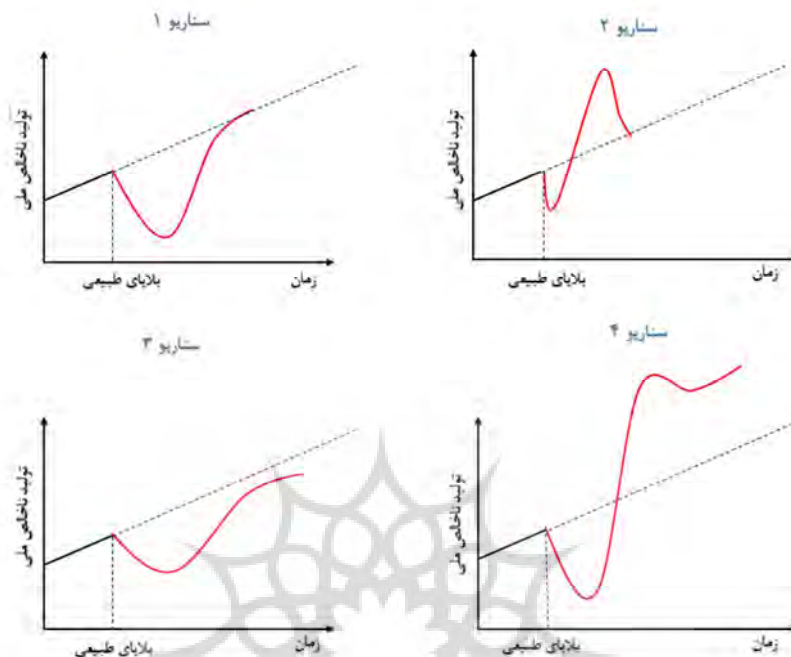 سناریو ۱
تولید ناخالص ملی
بلایای طبیعی
زمان
سناریو ۲
تولید ناخالص ملی
بلایای طبیعی
زمان
سناریو ۳
تولید ناخالص ملی
بلایای طبیعی
زمان
سناریو ۴
تولید ناخالص ملی
بلایای طبیعی
زمان